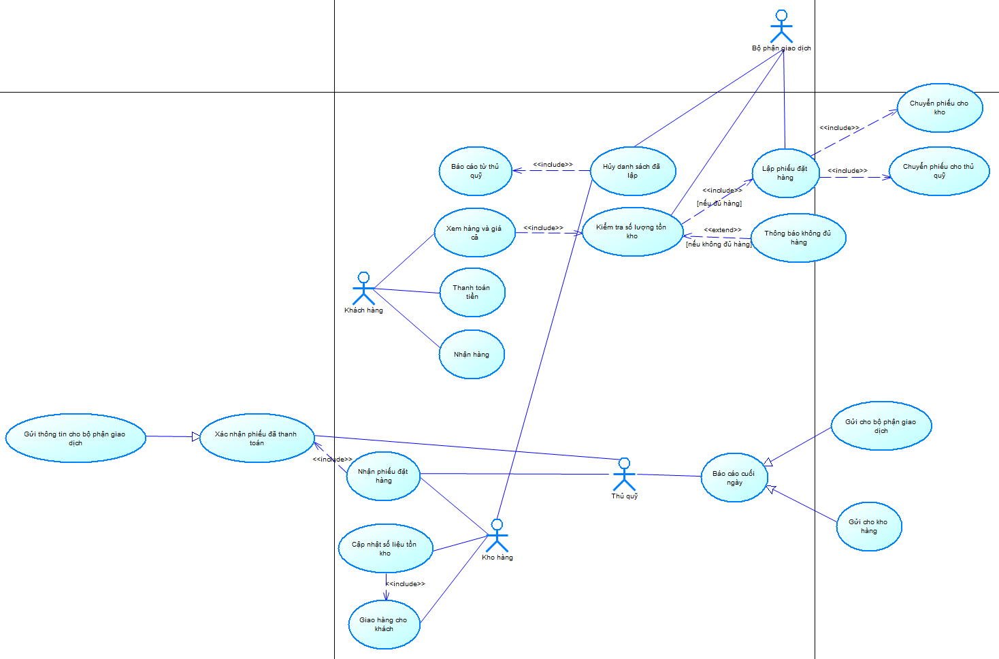 Bộ phận giao dịch
Chuyển phiếu cho
kho
<<include>>
Báo cáo từ thủ
quỹ
<<include>>
Hủy danh sách đã
lập
Lập phiếu đặt
hàng
<<include>>
Chuyển phiếu cho thủ
quỹ
<<include>>
[nếu đủ hàng]
Xem hàng và giá
cả
<<include>>
Kiểm tra số lượng tồn
kho
<<extend>>
[nếu không đủ hàng]
Thông báo không đủ
hàng
Khách hàng
Thanh toán
tiền
Nhận hàng
Gửi thông tin cho bộ phận giao
dịch
Xác nhận phiếu đã thanh
toán
<<include>>
Nhận phiếu đặt
hàng
Thủ quỹ
Báo cáo cuối
ngày
Gửi cho bộ phận giao
dịch
Gửi cho kho
hàng
Cập nhật số liệu tồn
kho
Kho hàng
<<include>>
Giao hàng cho
khách